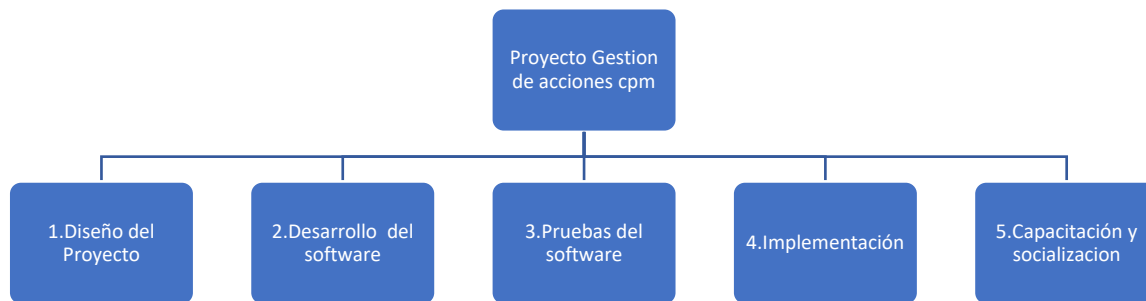 Proyecto Gestion
de acciones cpm
1.Diseño del
Proyecto
2.Desarrollo del
software
3.Pruebas del
software
4.Implementación
5.Capacitación y
socializacion